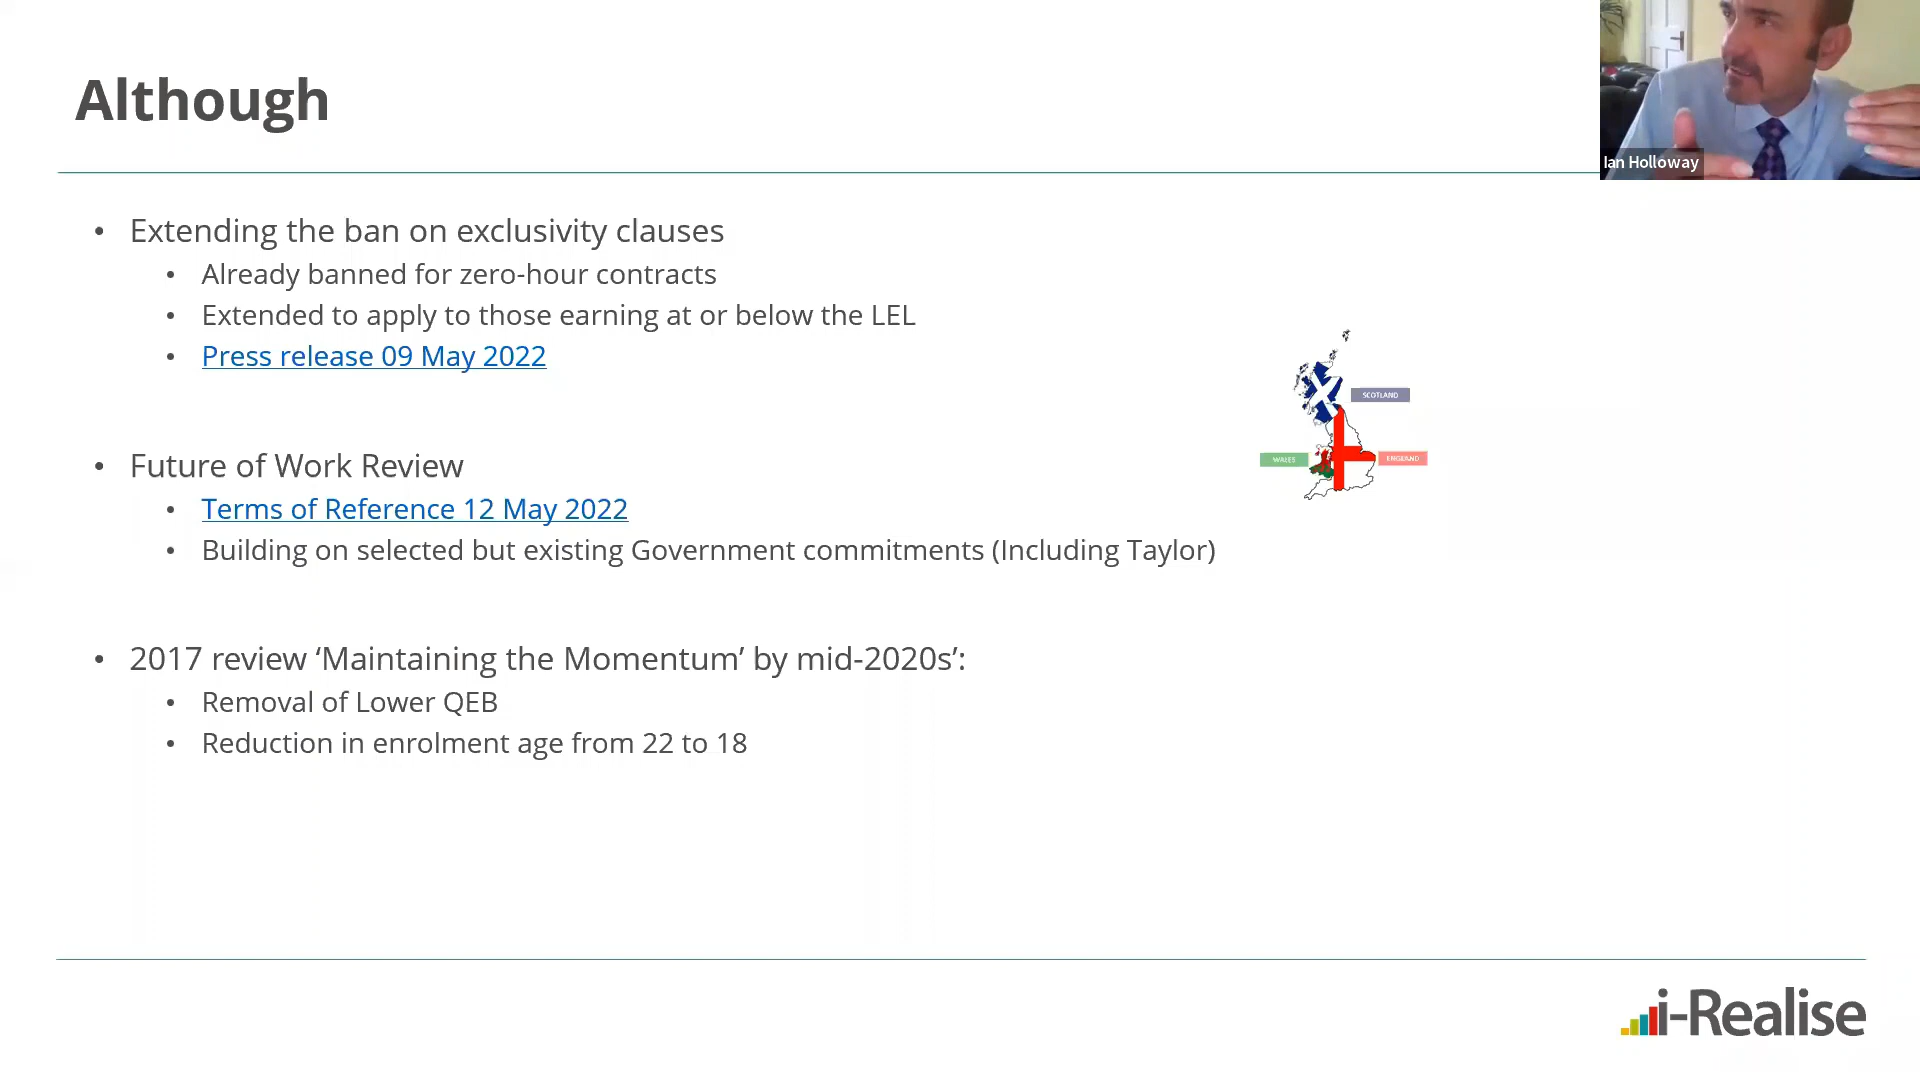 Although
Ian Holloway
• Extending the ban on exclusivity clauses
• Already banned for zero-hour contracts
• Extended to apply to those earning at or below the LEL
• Press release 09 May 2022
SCOTLAND
WALES
ENGLAND
• Future of Work Review
• Terms of Reference 12 May 2022
• Building on selected but existing Government commitments (Including Taylor)
• 2017 review ‘Maintaining the Momentum’ by mid-2020s’:
• Removal of Lower QEB
• Reduction in enrolment age from 22 to 18
i-Realise